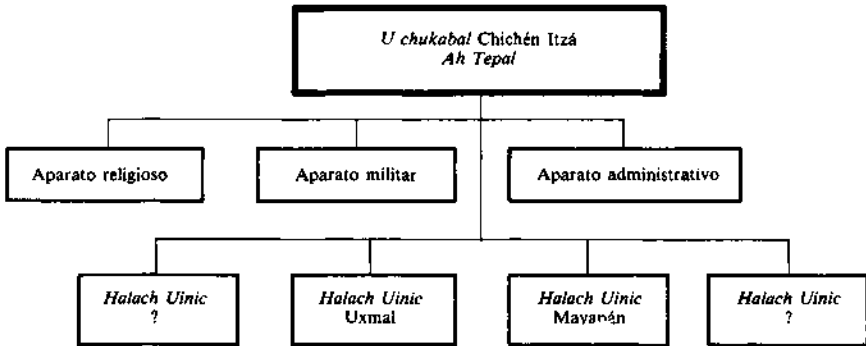 U chukabal Chichén Itzá
Ah Tepal
Aparato religioso
Aparato militar
Aparato administrativo
Halach Uinic
?
Halach Uinic
Uxmal
Halach Uinic
Mayapán
Halach Uinic
?